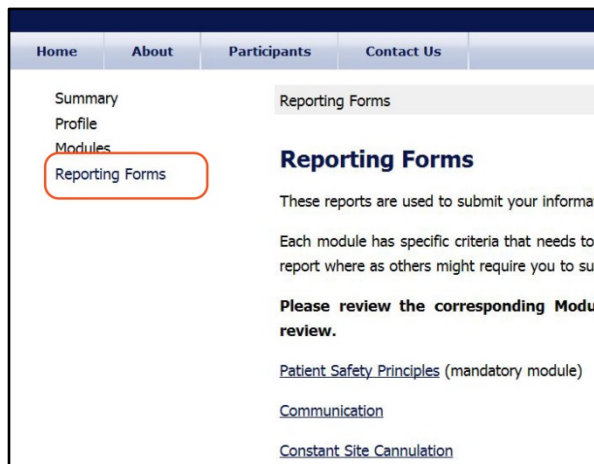 Home About Participants Contact Us
Summary
Profile
Modules
Reporting Forms
Reporting Forms
Reporting Forms
These reports are used to submit your informa
Each module has specific criteria that needs to
report where as others might require you to su
Please review the corresponding Modu
review.
Patient Safety Principles (mandatory module)
Communication
Constant Site Cannulation